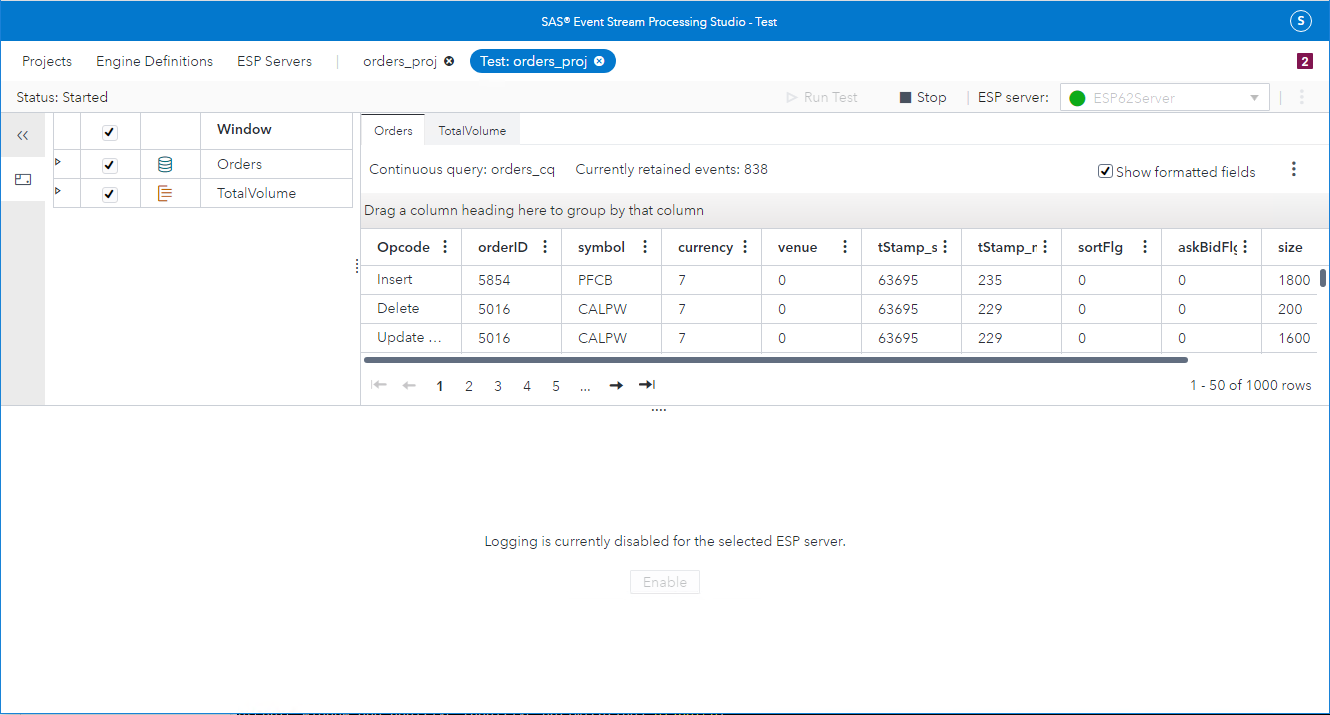 SAS® Event Stream Processing Studio - Test
S
Projects Engine Definitions ESP Servers orders_proj Test: orders_proj 2
Status: Started Run Test Stop ESP server: ESP62Server
Window
Orders
TotalVolume
Orders TotalVolume
Continuous query: orders_cq Currently retained events: 838 Show formatted fields
Drag a column heading here to group by that column
Opcode orderID symbol currency venue tStamp_s tStamp_r sortFlg askBidFlg size
Insert 5854 PFCB 7 0 63695 235 0 0 1800
Delete 5016 CALPW 7 0 63695 229 0 0 200
Update ... 5016 CALPW 7 0 63695 229 0 0 1600
1 2 3 4 5 ... 1 - 50 of 1000 rows
Logging is currently disabled for the selected ESP server.
Enable